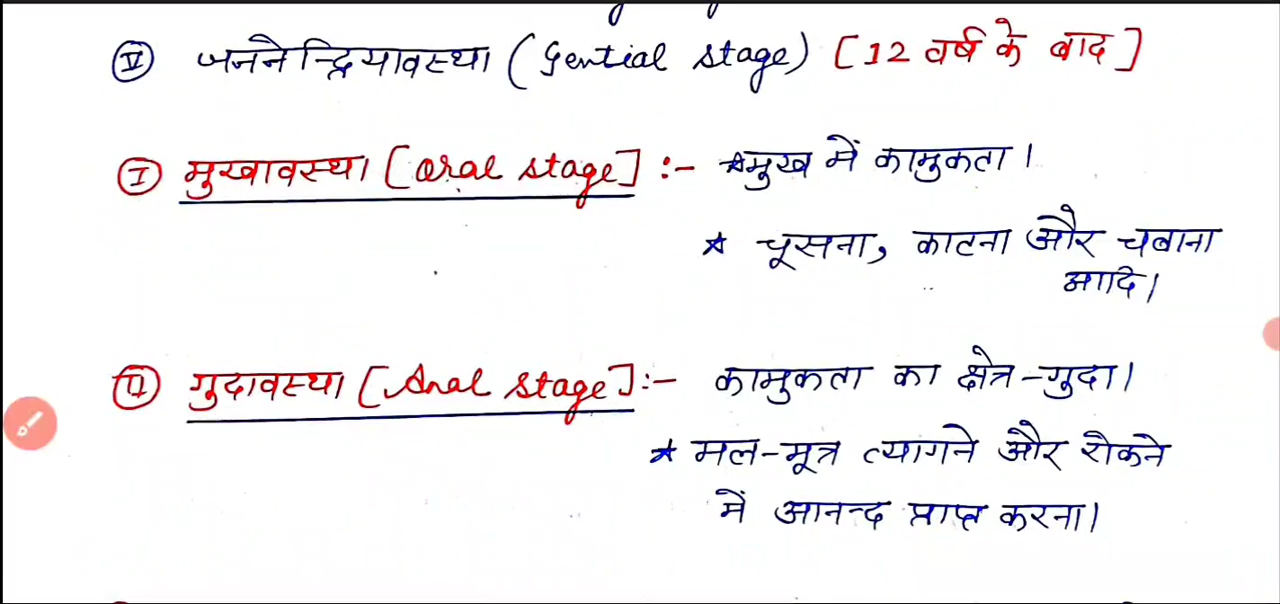 Ⓥ जननेन्द्रियावस्था (Gential stage) [12 वर्ष के बाद]
Ⓘ मुखावस्था [oral stage] :- ☆मुख में कामुकता।
☆ चूसना, काटना और चबाना
आदि।
Ⓘⓘ गुदावस्था [Anal stage] :- कामुकता का क्षेत्र-गुदा।
☆ मल-मूत्र त्यागने और रोकने
में आनन्द प्राप्त करना।